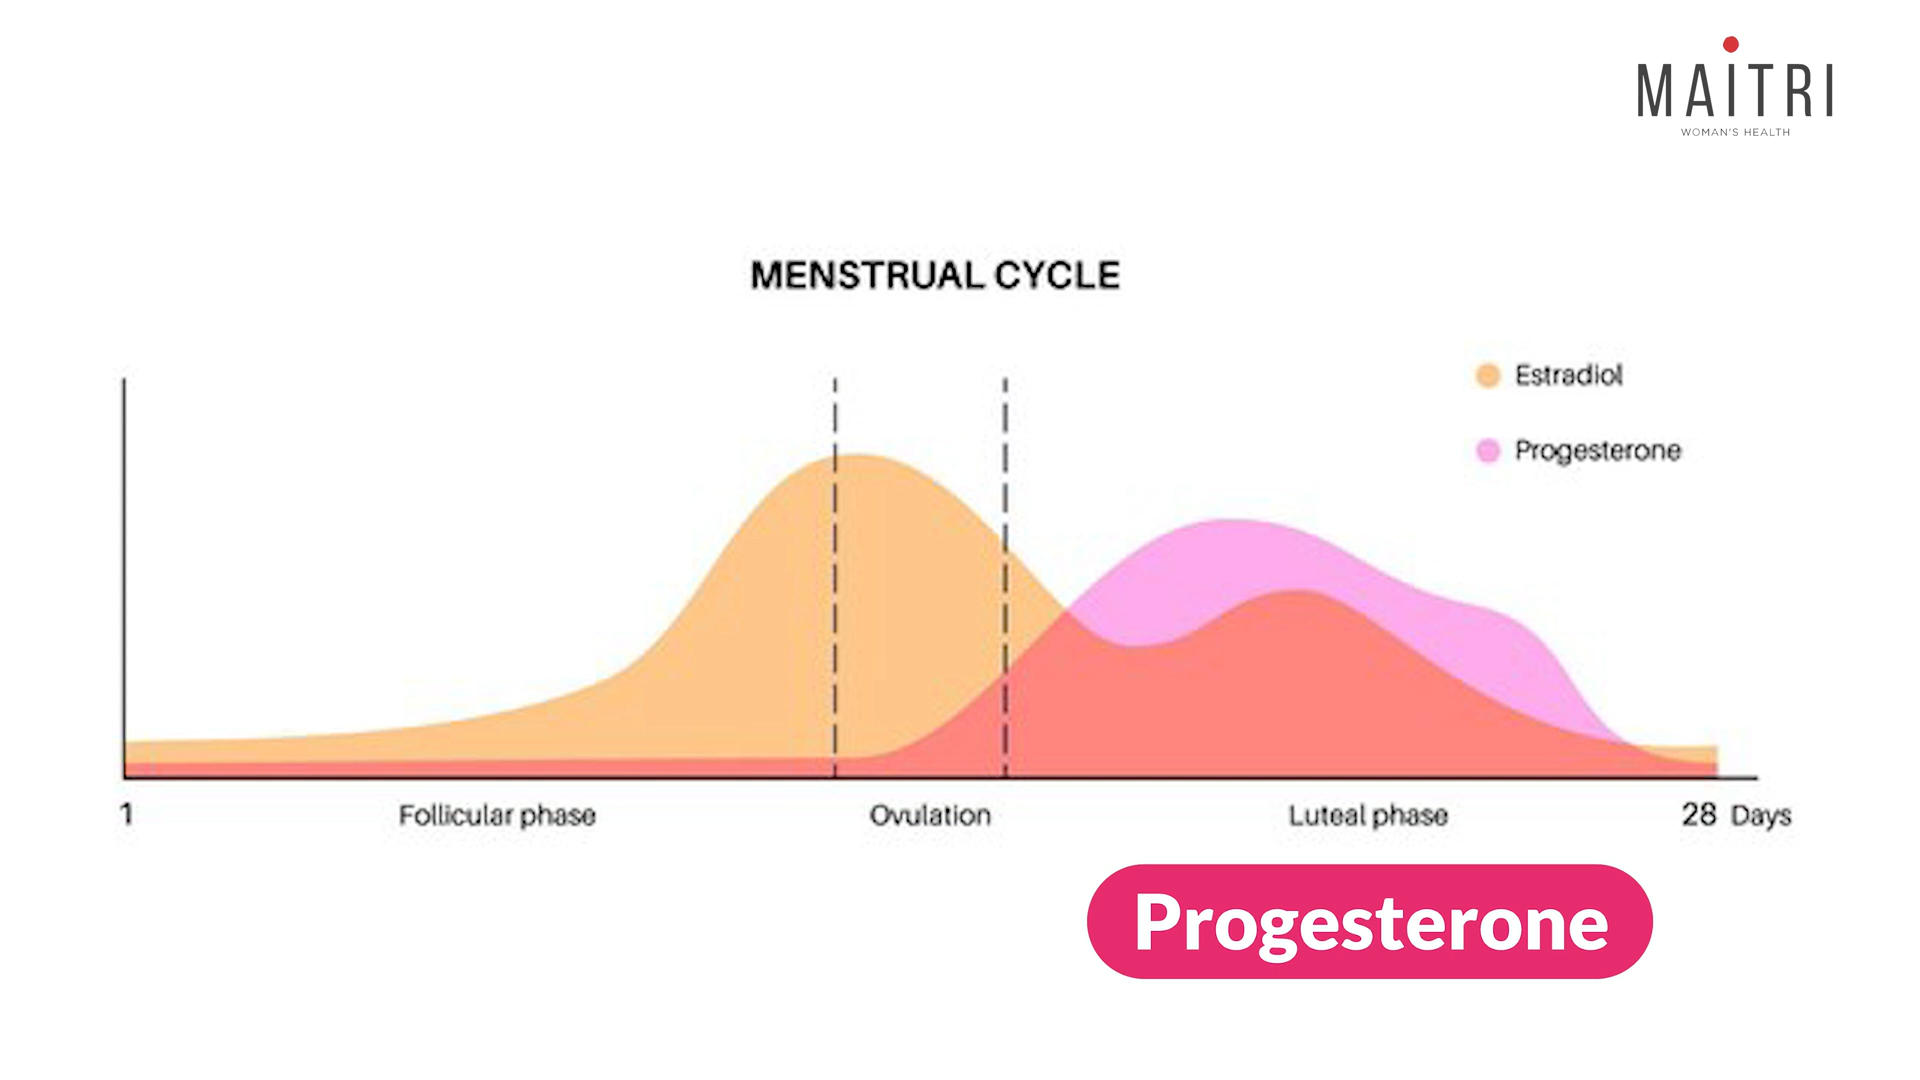 MAITRI
WOMAN'S HEALTH
MENSTRUAL CYCLE
Estradiol
Progesterone
1 Follicular phase Ovulation Luteal phase 28 Days
Progesterone